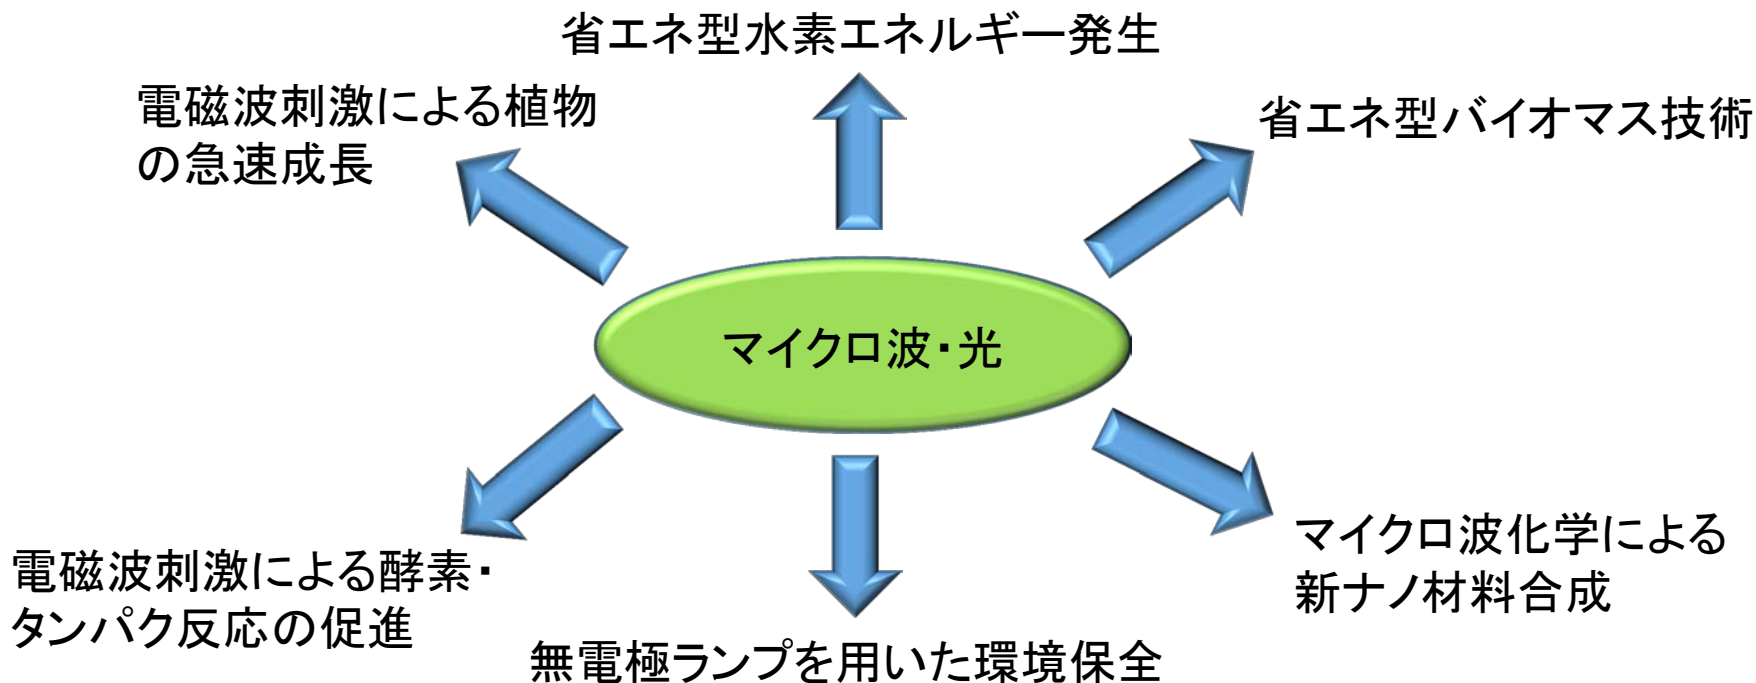 省エネ型水素エネルギー発生
電磁波刺激による植物
の急速成長
省エネ型バイオマス技術
マイクロ波・光
電磁波刺激による酵素・
タンパク反応の促進
マイクロ波化学による
新ナノ材料合成
無電極ランプを用いた環境保全